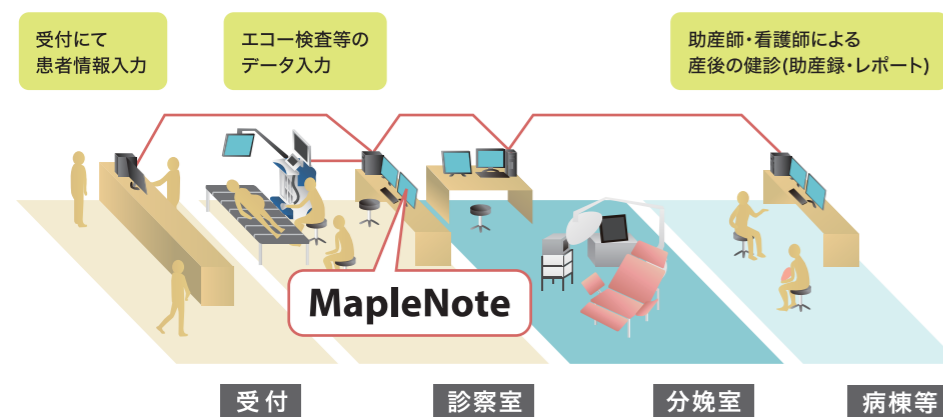 受付にて
患者情報入力
エコー検査等の
データ入力
助産師・看護師による
産後の健診(助産録・レポート)
MapleNote
受付
診察室
分娩室
病棟等